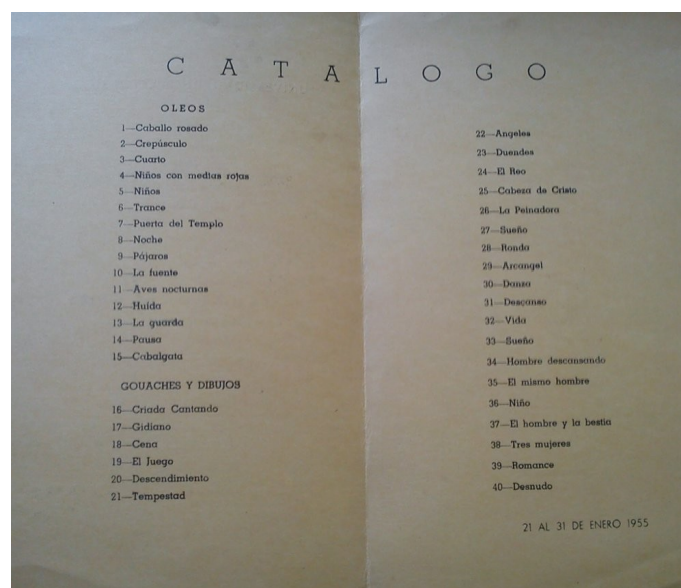 CATALOGO
OLEOS
1—Caballo rosado
2—Crepúsculo
3—Cuarto
4—Niños con medias rojas
5—Niños
6—Trance
7—Puerta del Templo
8—Noche
9—Pájaros
10—La fuente
11—Aves nocturnas
12—Huida
13—La guarda
14—Pausa
15—Cabalgata
GOUACHES Y DIBUJOS
16—Criada Cantando
17—Gidiano
18—Cena
19—El Juego
20—Descendimiento
21—Tempestad
22—Angeles
23—Duendes
24—El Reo
25—Cabeza de Cristo
26—La Peinadora
27—Sueño
28—Ronda
29—Arcangel
30—Danza
31—Descanso
32—Vida
33—Sueño
34—Hombre descansando
35—El mismo hombre
36—Niño
37—El hombre y la bestia
38—Tres mujeres
39—Romance
40—Desnudo
21 AL 31 DE ENERO 1955